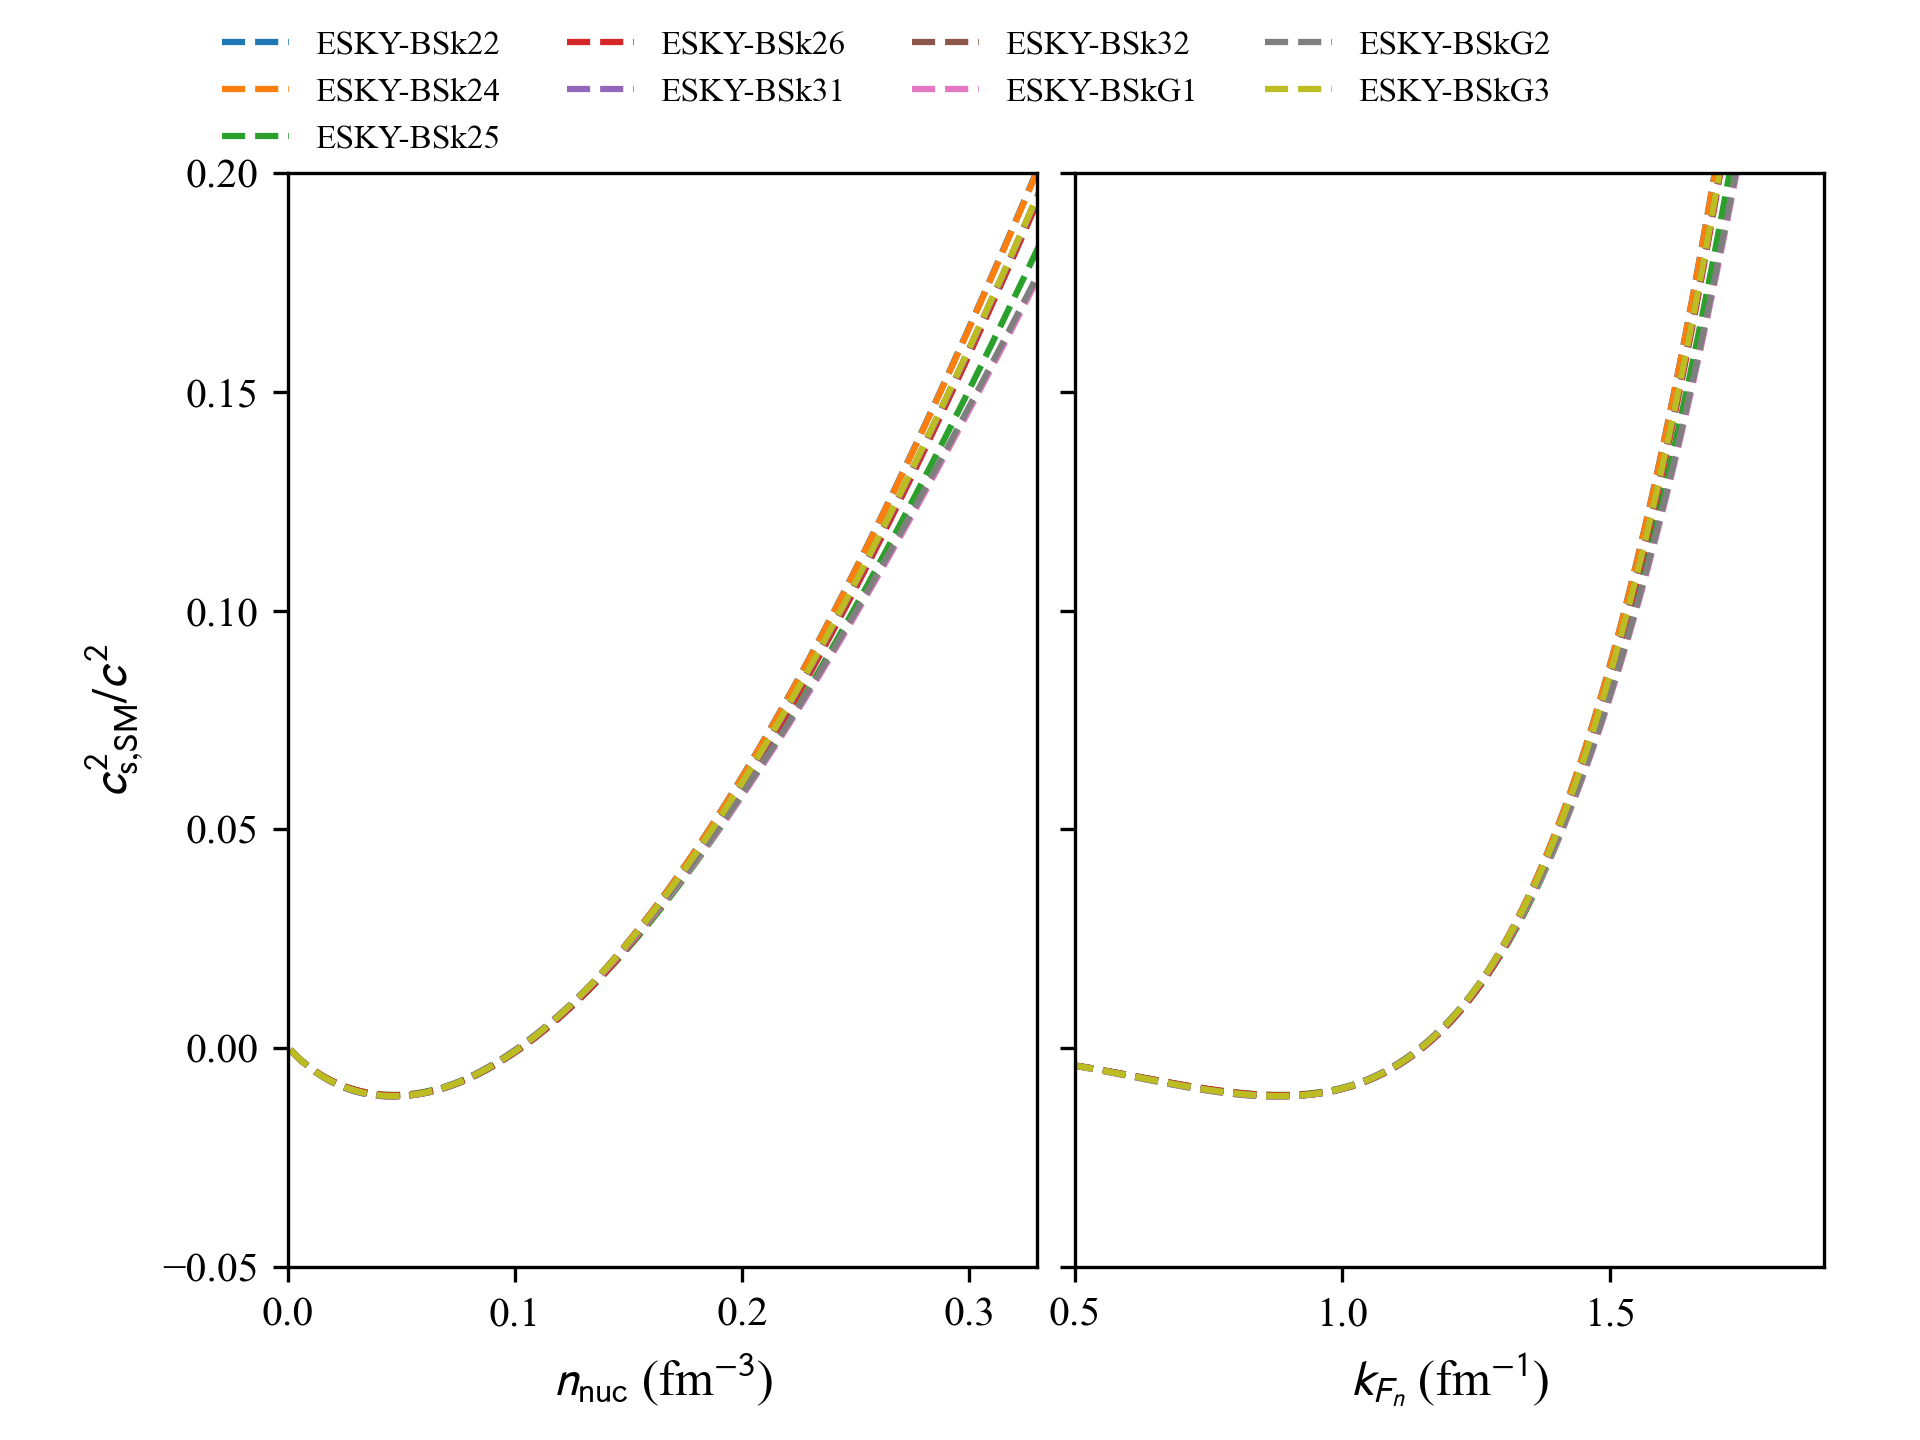 ESKY-BSk22 ESKY-BSk26 ESKY-BSk32 ESKY-BSkG2
ESKY-BSk24 ESKY-BSk31 ESKY-BSkG1 ESKY-BSkG3
ESKY-BSk25
0.20
0.15
0.10
0.05
0.00
−0.05
c²s,SM/c²
0.0 0.1 0.2 0.3 0.5 1.0 1.5
nnuc (fm⁻³) kFn (fm⁻¹)